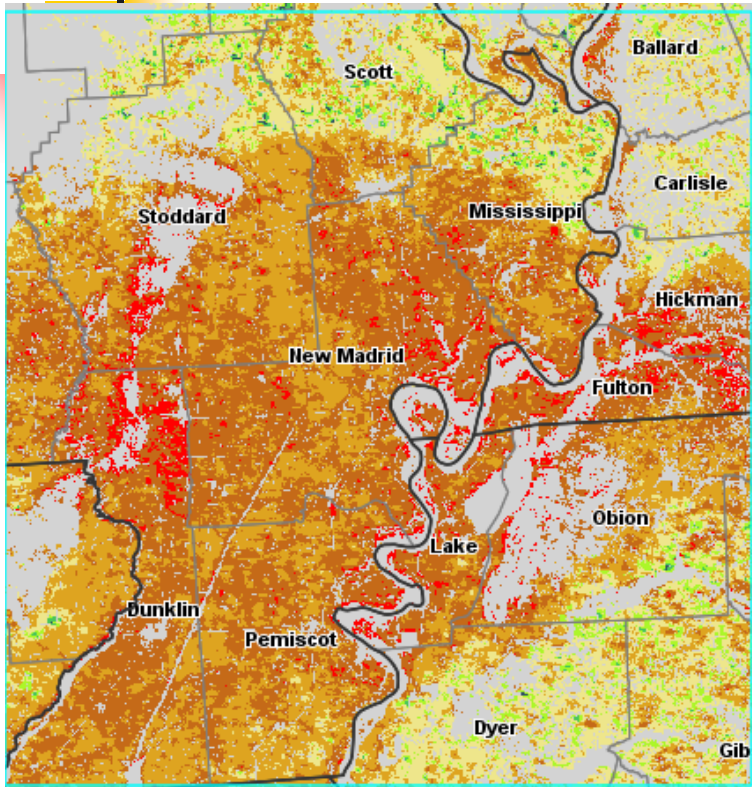 Ballard
Scott
Carlisle
Stoddard
Mississippi
Hickman
New Madrid
Fulton
Obion
Lake
Dunklin
Pemiscot
Dyer
Gib